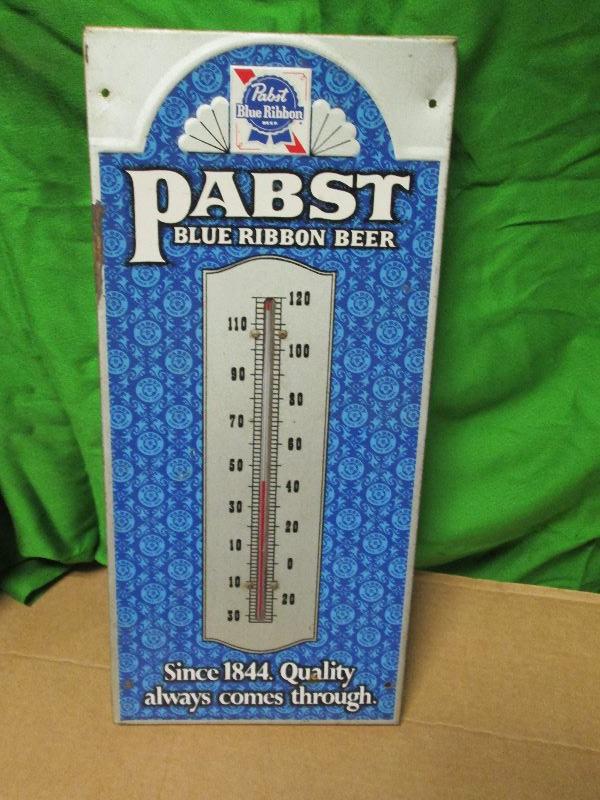 Pabst
Blue Ribbon
BEER
PABST
BLUE RIBBON BEER
120
110
100
90
80
70
60
50
40
30
20
10
0
10
20
30
Since 1844. Quality
always comes through.